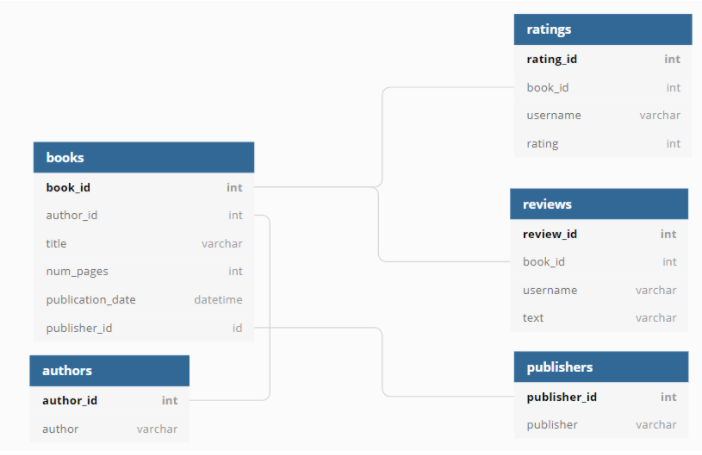 ratings
rating_id int
book_id int
username varchar
rating int
books
book_id int
author_id int
title varchar
num_pages int
publication_date datetime
publisher_id id
reviews
review_id int
book_id int
username varchar
text varchar
authors
author_id int
author varchar
publishers
publisher_id int
publisher varchar